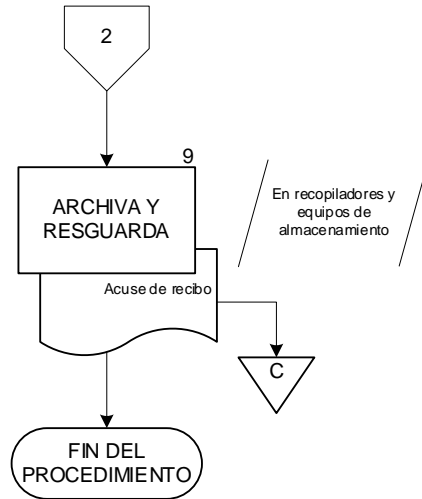 2
9
ARCHIVA Y
RESGUARDA
En recopiladores y
equipos de
almacenamiento
Acuse de recibo
C
FIN DEL
PROCEDIMIENTO